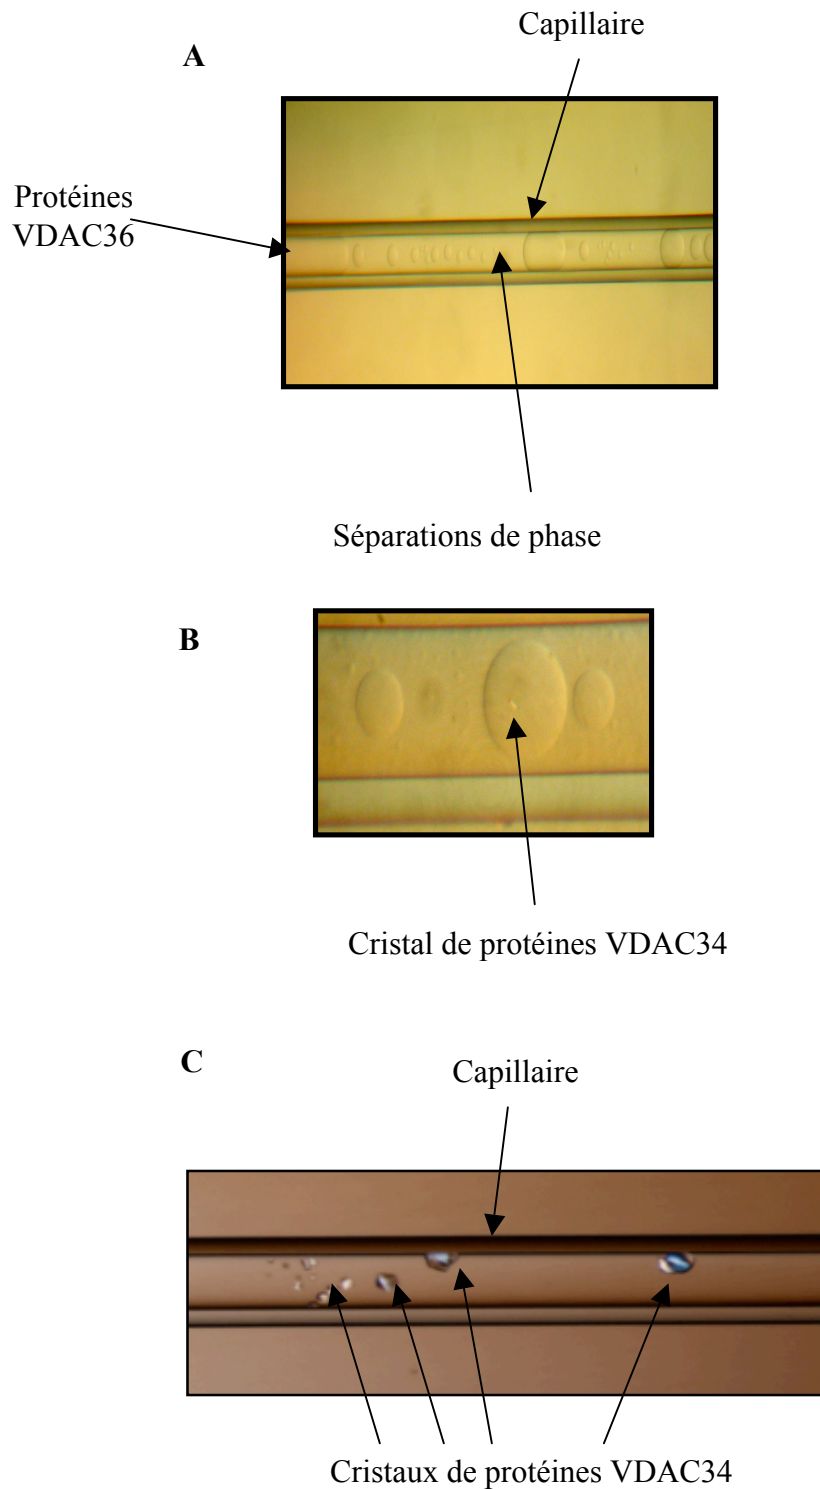 A
Capillaire
Protéines
VDAC36
Séparations de phase
B
Cristal de protéines VDAC34
C
Capillaire
Cristaux de protéines VDAC34